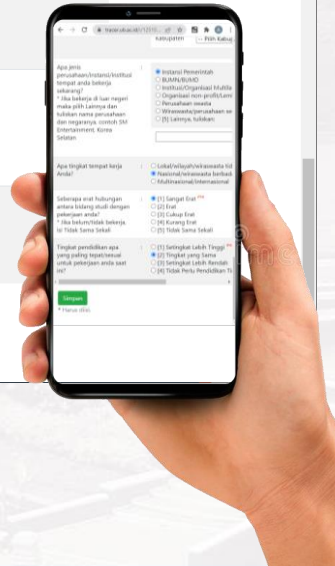 Kabupaten
-- Pilih Kabup
Apa jenis
perusahaan/instansi/institusi
tempat anda bekerja
sekarang?
* Jika bekerja di luar negeri
maka pilih Lainnya dan
tuliskan nama perusahaan
dan negaranya, contoh SM
Entertainment, Korea
Selatan
:
Instansi Pemerintah
BUMN/BUMD
Institusi/Organisasi Multila
Organisasi non-profit/Lem
Perusahaan swasta
Wiraswasta/perusahaan se
[5] Lainnya, tuliskan:
Apa tingkat tempat kerja
Anda?
:
Lokal/wilayah/wiraswasta tid
Nasional/wiraswasta berbada
Multinasional/Internasional
Seberapa erat hubungan
antara bidang studi dengan
pekerjaan anda?
* Jika belum/tidak bekerja,
isi Tidak Sama Sekali
:
[1] Sangat Erat
[2] Erat
[3] Cukup Erat
[4] Kurang Erat
[5] Tidak Sama Sekali
Tingkat pendidikan apa
yang paling tepat/sesuai
untuk pekerjaan anda saat
ini?
:
[1] Setingkat Lebih Tinggi
[2] Tingkat yang Sama
[3] Setingkat Lebih Rendah
[4] Tidak Perlu Pendidikan Ti
Simpan
* Harus diisi.